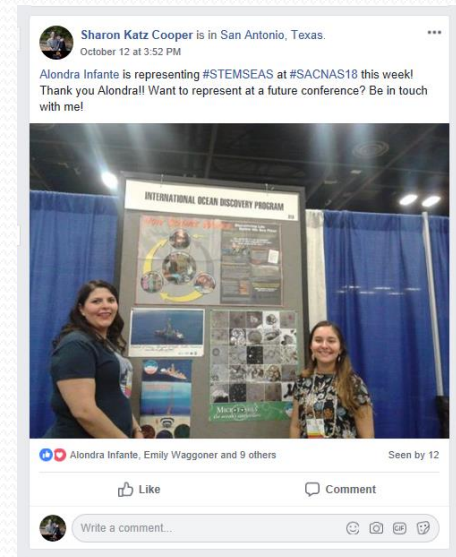 Sharon Katz Cooper is in San Antonio, Texas.
October 12 at 3:52 PM
Alondra Infante is representing #STEMSEAS at #SACNAS18 this week!
Thank you Alondra!! Want to represent at a future conference? Be in touch
with me!
INTERNATIONAL OCEAN DISCOVERY PROGRAM
Alondra Infante, Emily Waggoner and 9 others
Seen by 12
Like
Comment
Write a comment...
GIF